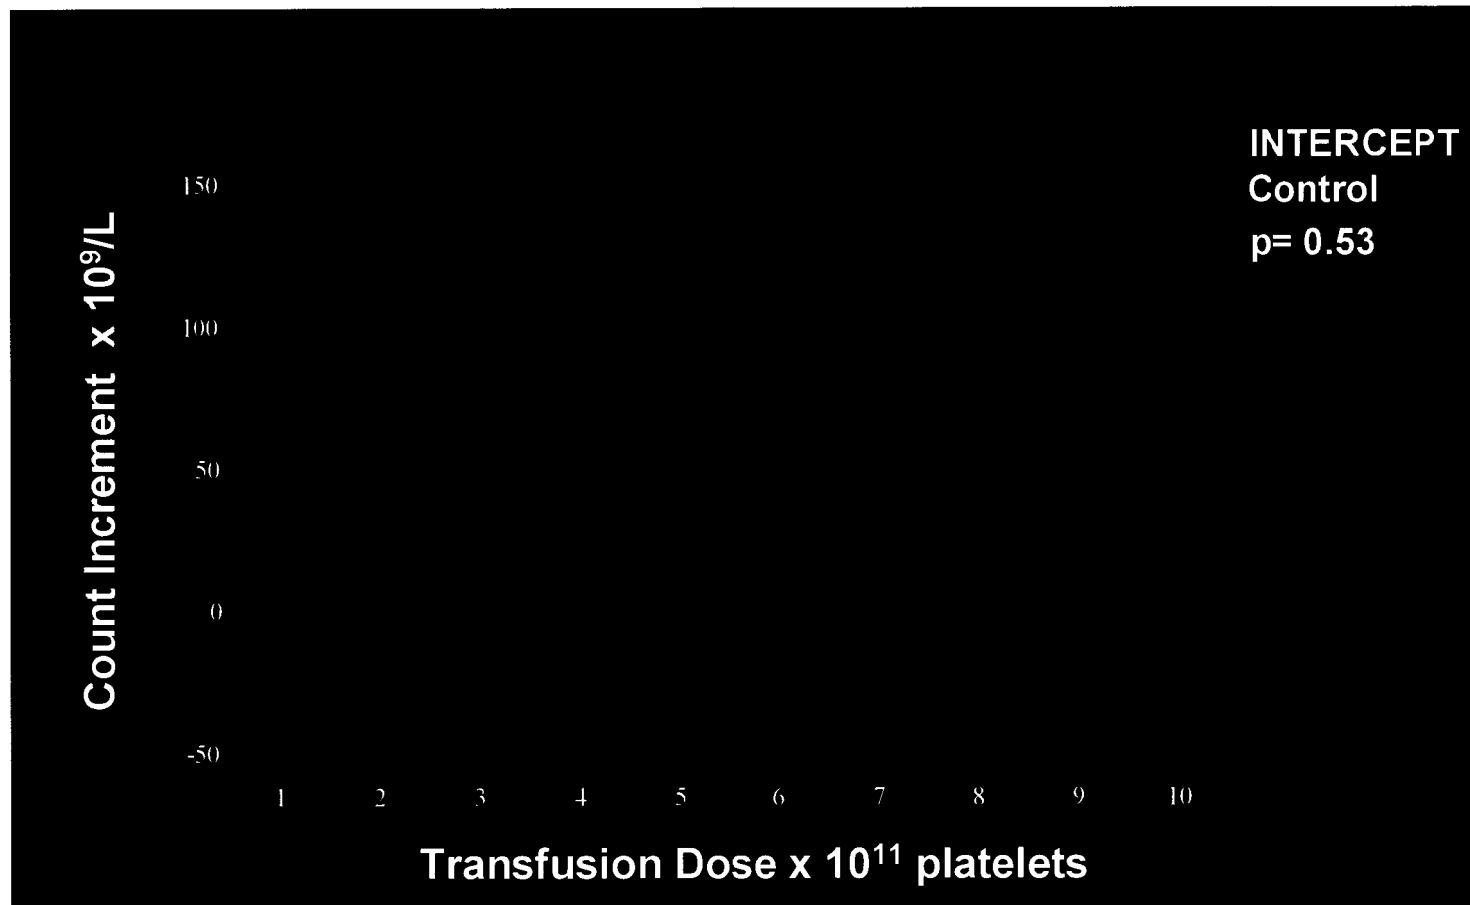 INTERCEPT
Control
p= 0.53
Count Increment x 10⁹/L
150
100
50
0
-50
1 2 3 4 5 6 7 8 9 10
Transfusion Dose x 10¹¹ platelets